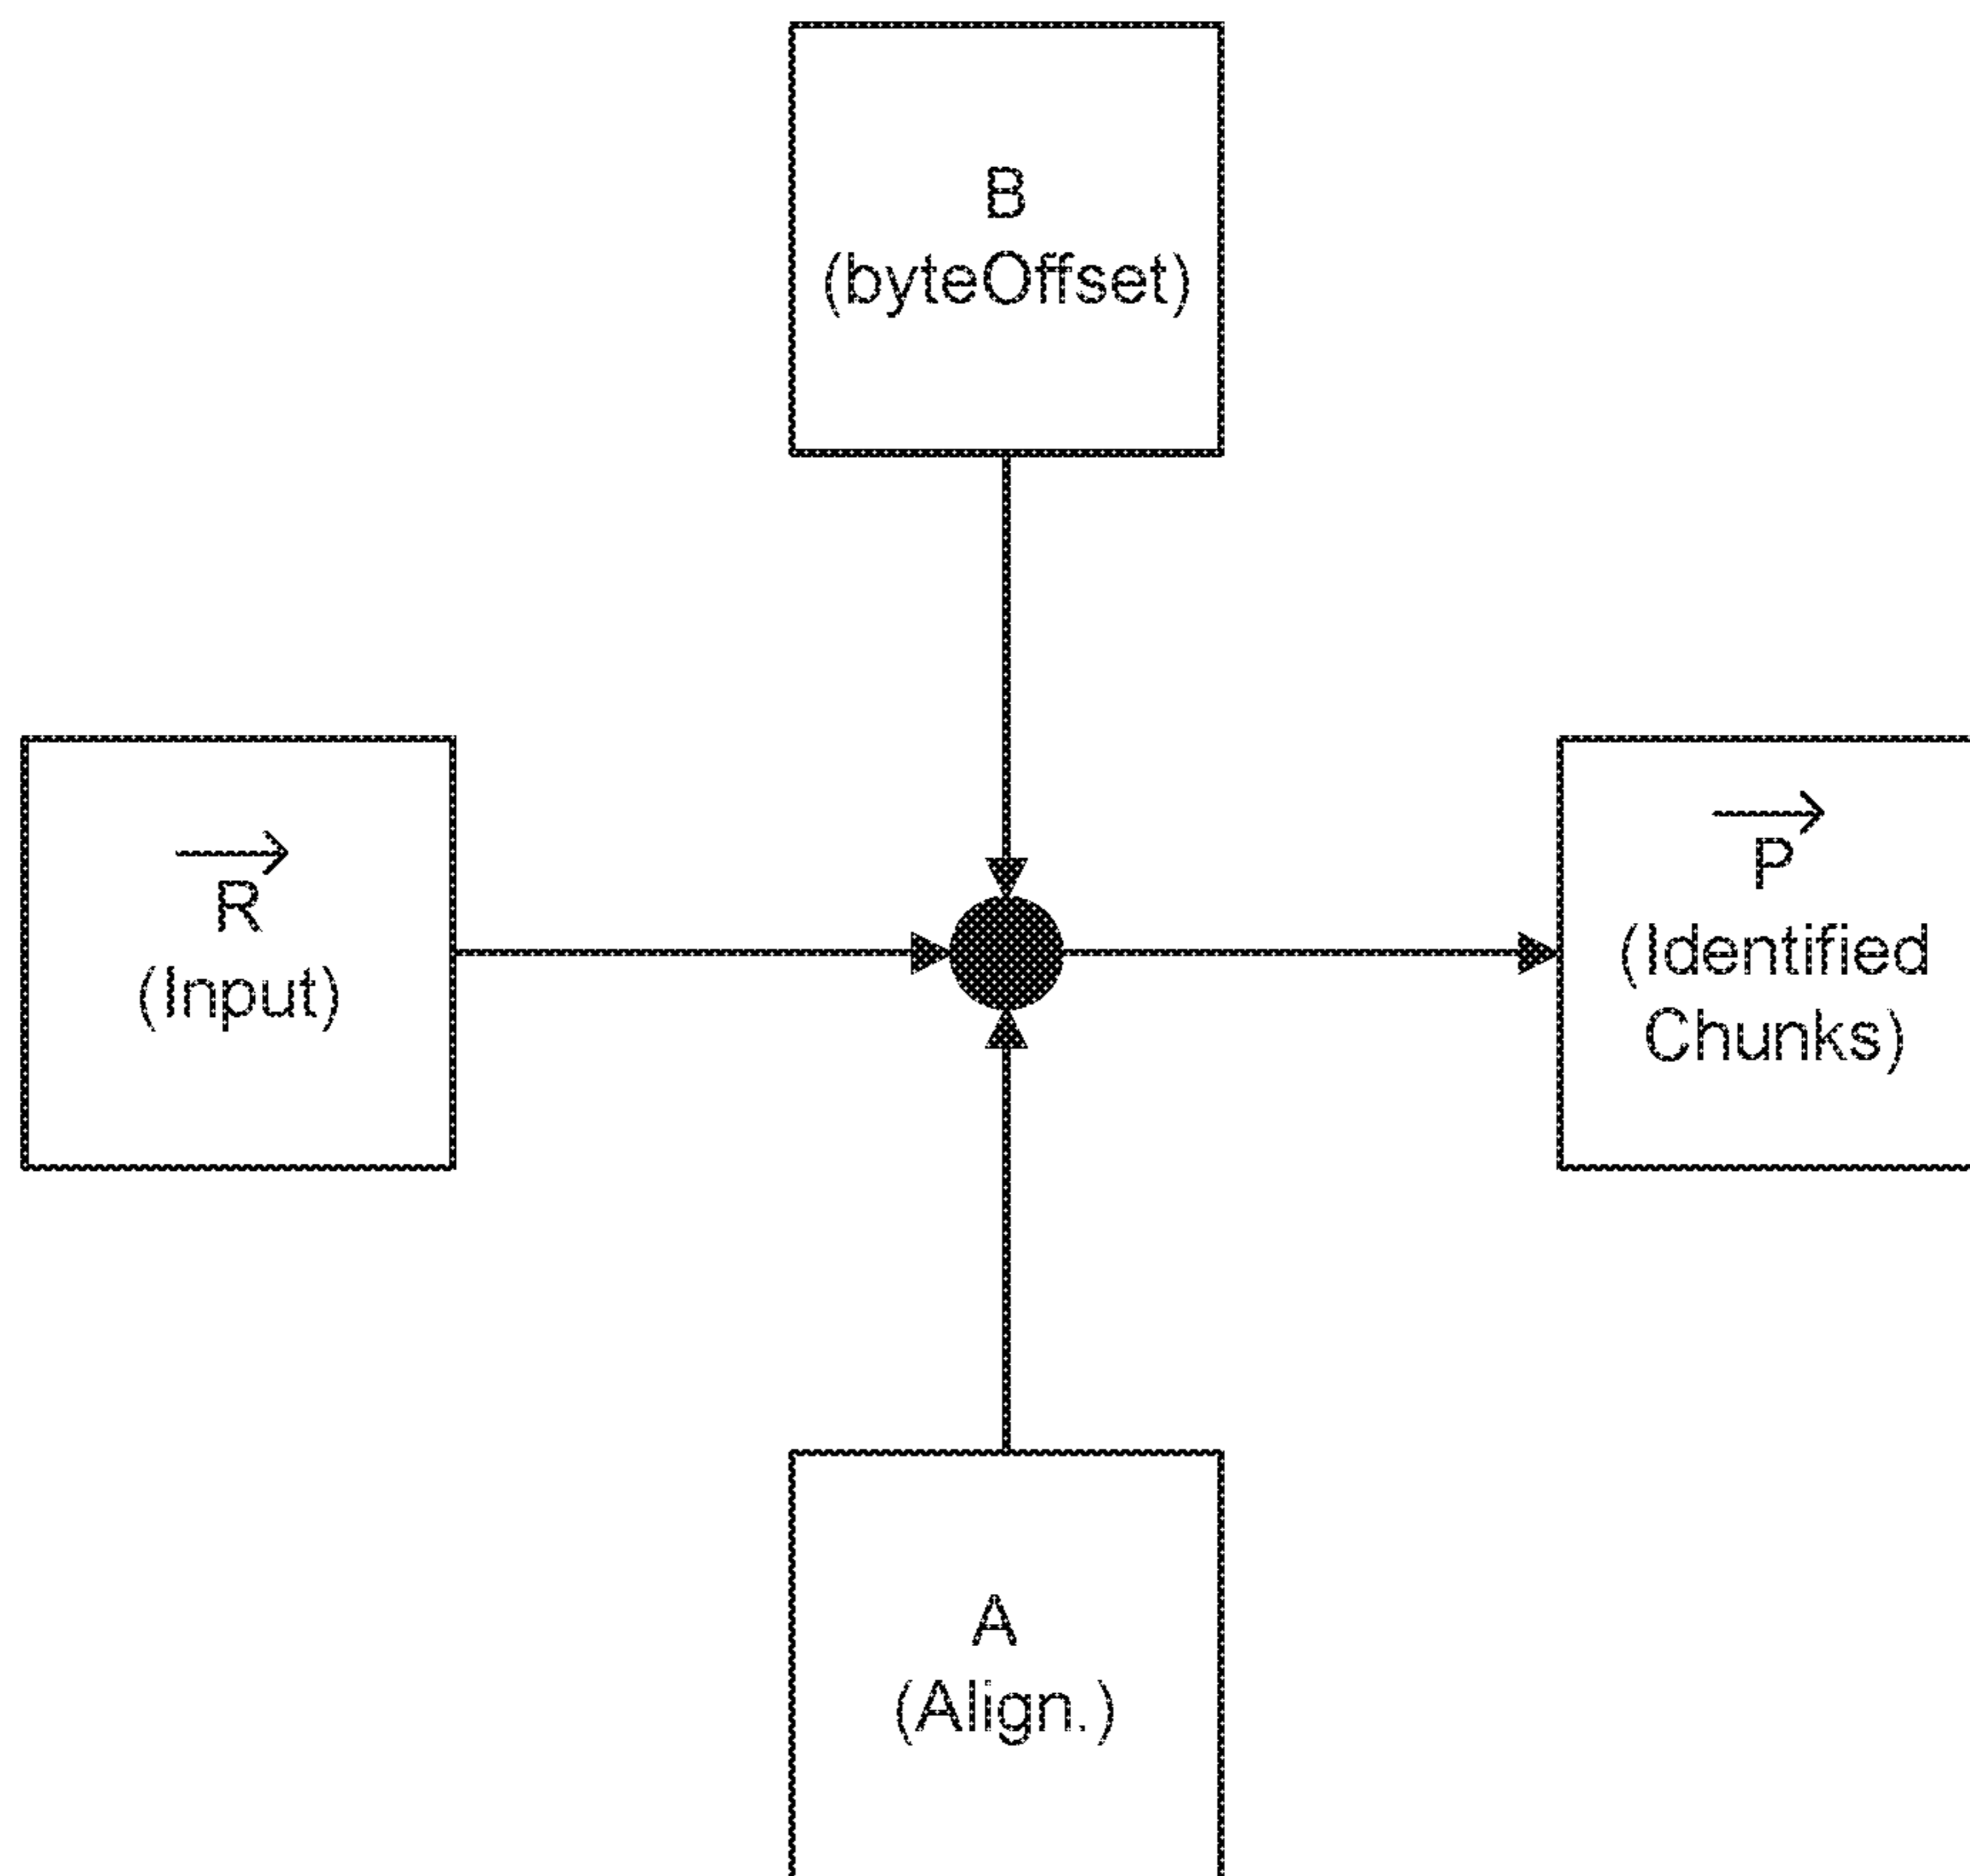 B
(byteOffset)
R
(Input)
P
(Identified
Chunks)
A
(Align.)